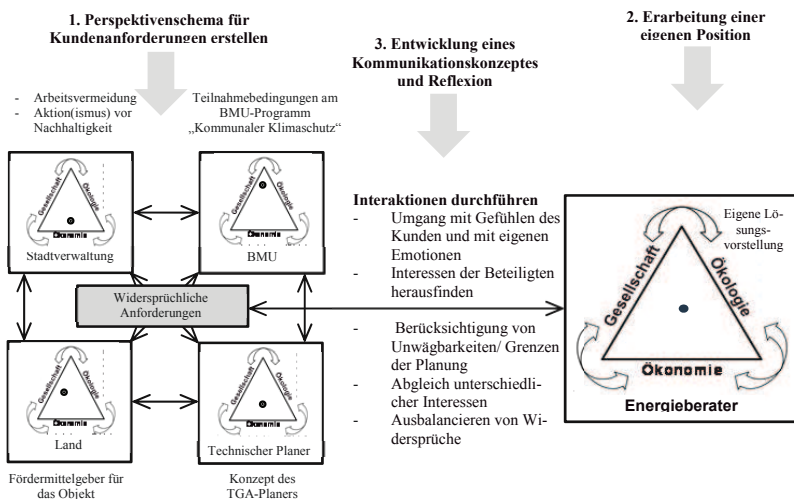 1. Perspektivenschema für
Kundenanforderungen erstellen
- Arbeitsvermeidung
- Aktion(ismus) vor
Nachhaltigkeit
Teilnahmebedingungen am
BMU-Programm
„Kommunaler Klimaschutz“
Gesellschaft
Ökologie
Ökonomie
Stadtverwaltung
Gesellschaft
Ökologie
Ökonomie
BMU
Widersprüchliche
Anforderungen
Gesellschaft
Ökologie
Ökonomie
Land
Gesellschaft
Ökologie
Ökonomie
Technischer Planer
Fördermittelgeber für
das Objekt
Konzept des
TGA-Planers
3. Entwicklung eines
Kommunikationskonzeptes
und Reflexion
Interaktionen durchführen
- Umgang mit Gefühlen des
Kunden und mit eigenen
Emotionen
- Interessen der Beteiligten
herausfinden
- Berücksichtigung von
Unwägbarkeiten/ Grenzen
der Planung
- Abgleich unterschiedli-
cher Interessen
- Ausbalancieren von Wi-
dersprüche
2. Erarbeitung einer
eigenen Position
Eigene Lö-
sungs-
vorstellung
Gesellschaft
Ökologie
Ökonomie
Energieberater